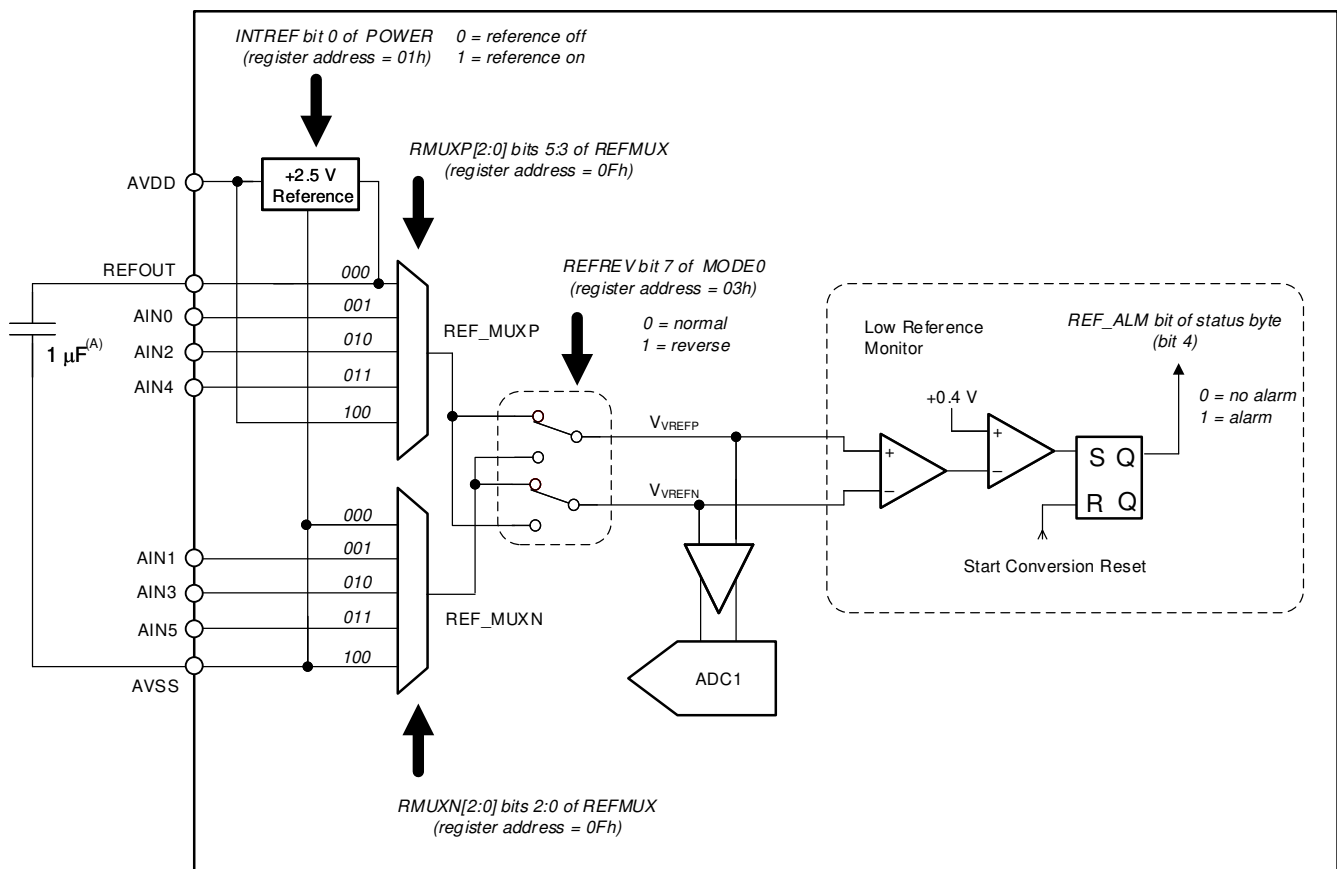 INTREF bit 0 of POWER
(register address = 01h)
0 = reference off
1 = reference on
RMUXP[2:0] bits 5:3 of REFMUX
(register address = 0Fh)
AVDD
+2.5 V
Reference
REFOUT
000
AIN0
001
AIN2
010
AIN4
011
100
1 µF(A)
REF_MUXP
REFREV bit 7 of MODE0
(register address = 03h)
0 = normal
1 = reverse
VVREFP
VVREFN
Low Reference
Monitor
+0.4 V
REF_ALM bit of status byte
(bit 4)
0 = no alarm
1 = alarm
+
−
+
−
S Q
R Q
Start Conversion Reset
000
AIN1
001
AIN3
010
AIN5
011
100
AVSS
REF_MUXN
ADC1
RMUXN[2:0] bits 2:0 of REFMUX
(register address = 0Fh)